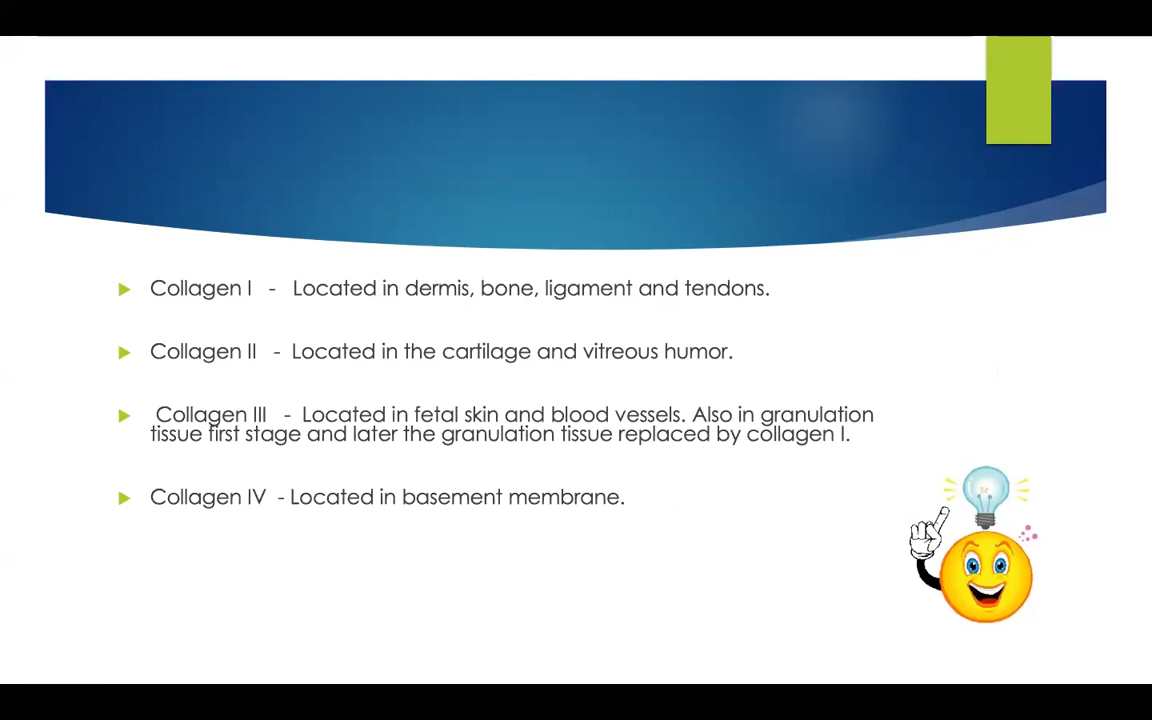 Collagen I - Located in dermis, bone, ligament and tendons.
Collagen II - Located in the cartilage and vitreous humor.
Collagen III - Located in fetal skin and blood vessels. Also in granulation
tissue first stage and later the granulation tissue replaced by collagen I.
Collagen IV - Located in basement membrane.